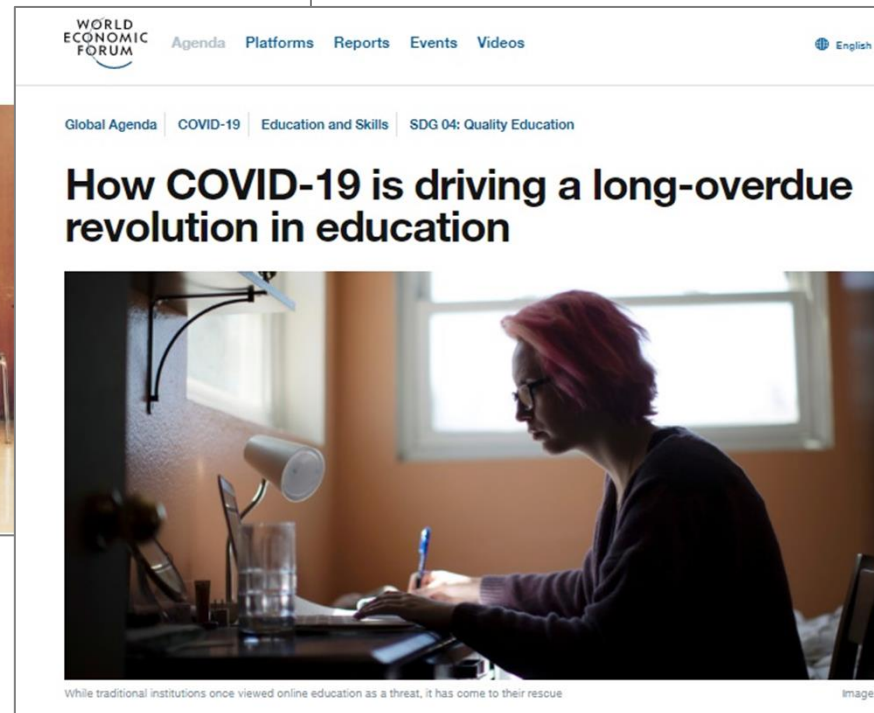 WORLD
ECONOMIC
FORUM
Agenda Platforms Reports Events Videos
English
Global Agenda COVID-19 Education and Skills SDG 04: Quality Education
How COVID-19 is driving a long-overdue
revolution in education
While traditional institutions once viewed online education as a threat, it has come to their rescue
Image